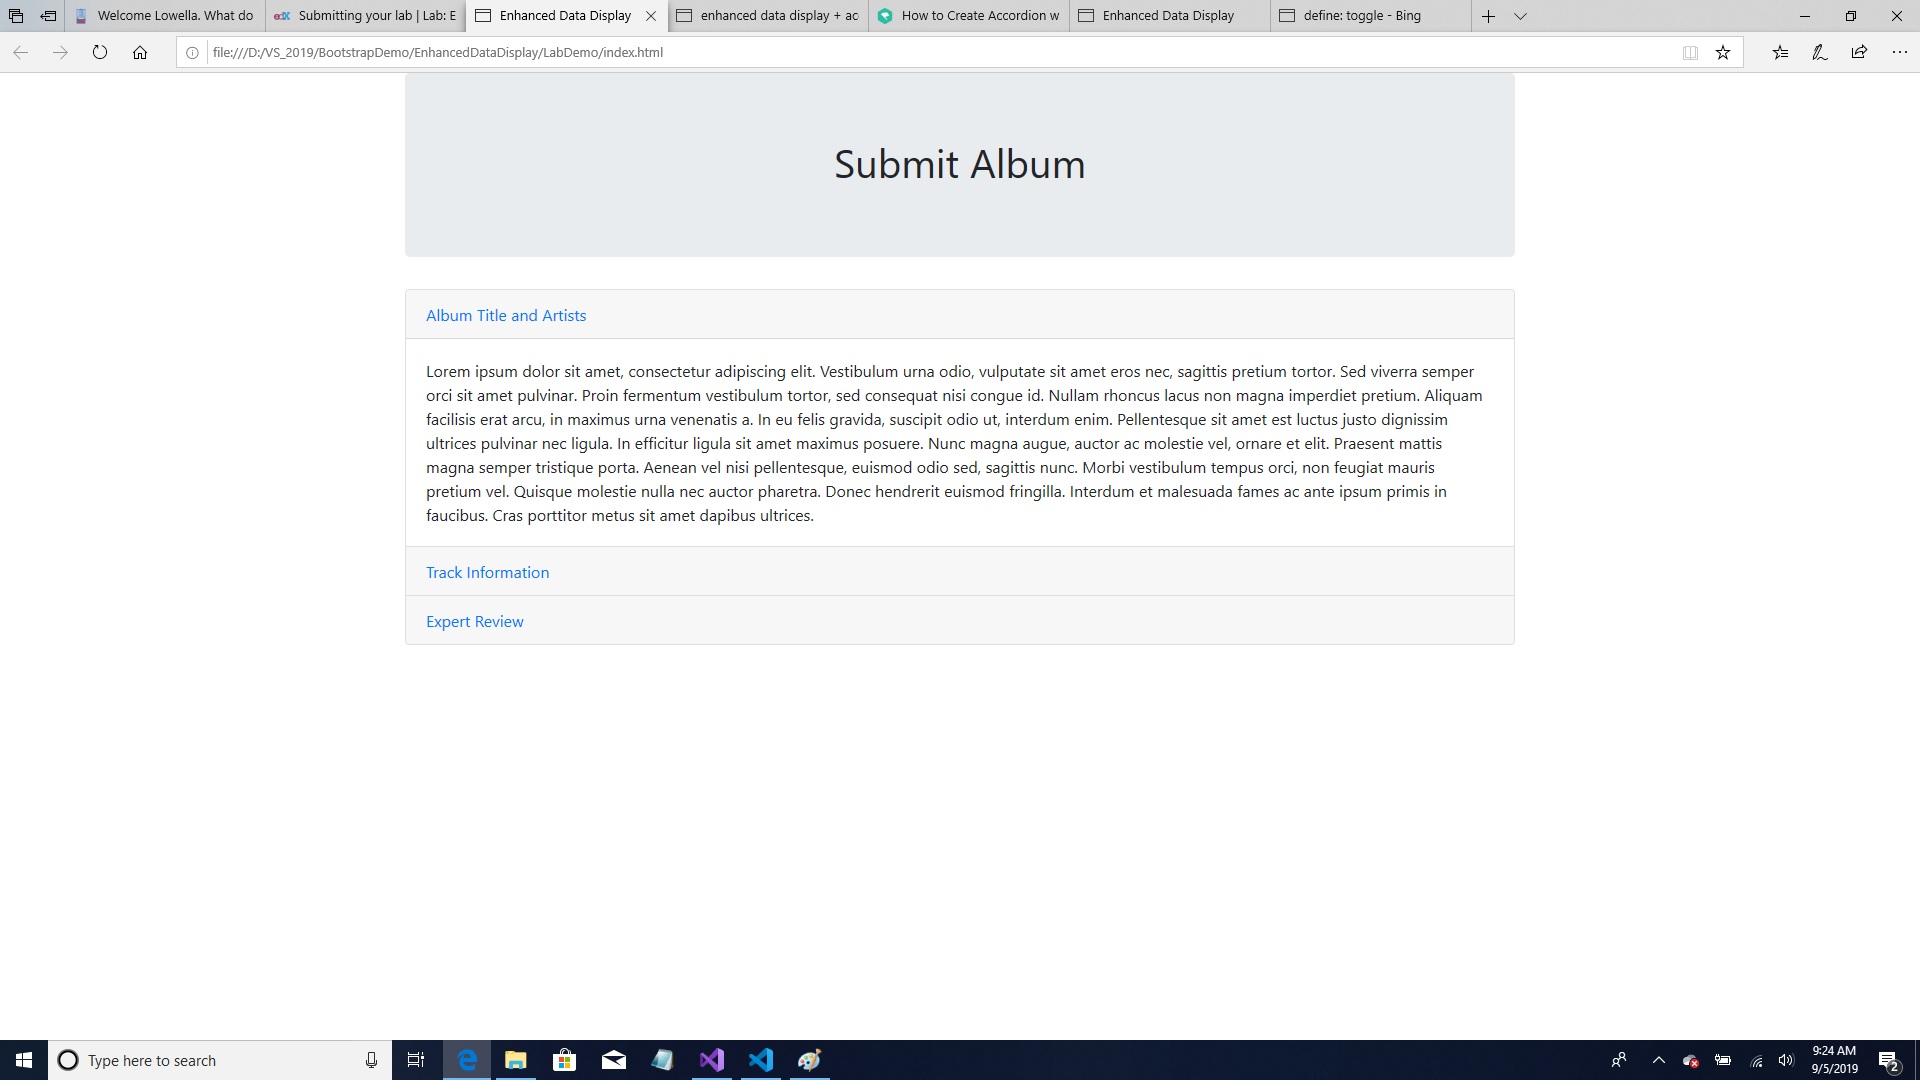 Welcome Lowella. What do
Submitting your lab | Lab: E
Enhanced Data Display
enhanced data display + ac
How to Create Accordion w
Enhanced Data Display
define: toggle - Bing
file:///D:/VS_2019/BootstrapDemo/EnhancedDataDisplay/LabDemo/index.html
Submit Album
Album Title and Artists
Lorem ipsum dolor sit amet, consectetur adipiscing elit. Vestibulum urna odio, vulputate sit amet eros nec, sagittis pretium tortor. Sed viverra semper
orci sit amet pulvinar. Proin fermentum vestibulum tortor, sed consequat nisi congue id. Nullam rhoncus lacus non magna imperdiet pretium. Aliquam
facilisis erat arcu, in maximus urna venenatis a. In eu felis gravida, suscipit odio ut, interdum enim. Pellentesque sit amet est luctus justo dignissim
ultrices pulvinar nec ligula. In efficitur ligula sit amet maximus posuere. Nunc magna augue, auctor ac molestie vel, ornare et elit. Praesent mattis
magna semper tristique porta. Aenean vel nisi pellentesque, euismod odio sed, sagittis nunc. Morbi vestibulum tempus orci, non feugiat mauris
pretium vel. Quisque molestie nulla nec auctor pharetra. Donec hendrerit euismod fringilla. Interdum et malesuada fames ac ante ipsum primis in
faucibus. Cras porttitor metus sit amet dapibus ultrices.
Track Information
Expert Review
Type here to search
9:24 AM
9/5/2019
2